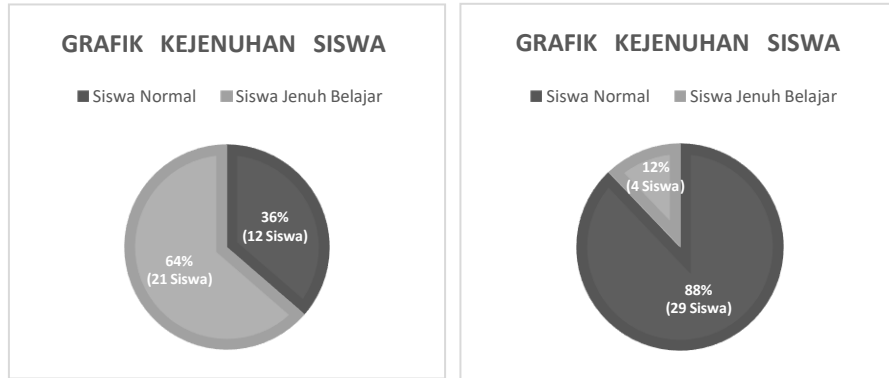 GRAFIK KEJENUHAN SISWA
Siswa Normal Siswa Jenuh Belajar
36%
(12 Siswa)
64%
(21 Siswa)
GRAFIK KEJENUHAN SISWA
Siswa Normal Siswa Jenuh Belajar
12%
(4 Siswa)
88%
(29 Siswa)